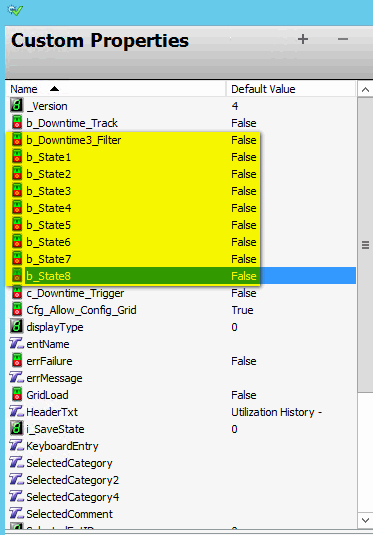 Custom Properties + −
Name Default Value
_Version 4
b_Downtime_Track False
b_Downtime3_Filter False
b_State1 False
b_State2 False
b_State3 False
b_State4 False
b_State5 False
b_State6 False
b_State7 False
b_State8 False
c_Downtime_Trigger False
Cfg_Allow_Config_Grid True
displayType 0
entName
errFailure False
errMessage
GridLoad False
HeaderTxt Utilization History -
i_SaveState 0
KeyboardEntry
SelectedCategory
SelectedCategory2
SelectedCategory4
SelectedComment